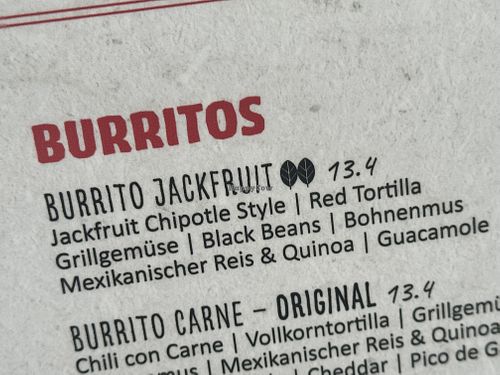 BURRITOS
BURRITO JACKFRUIT 13.4
Jackfruit Chipotle Style | Red Tortilla
Grillgemüse | Black Beans | Bohnenmus
Mexikanischer Reis & Quinoa | Guacamole
BURRITO CARNE – ORIGINAL 13.4
Chili con Carne | Vollkorntortilla | Grillgemü
mus | Mexikanischer Reis & Quinoa
| Cheddar | Pico de G